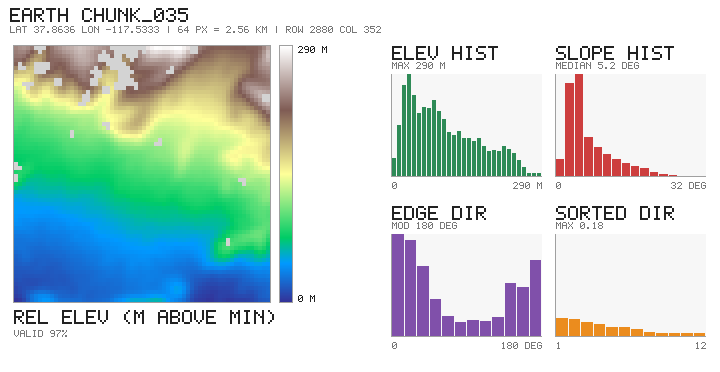 EARTH CHUNK_035
LAT 37.8636 LON -117.5333 | 64 PX = 2.56 KM | ROW 2880 COL 352
290 M
0 M
REL ELEV (M ABOVE MIN)
VALID 97%
ELEV HIST
MAX 290 M
0 290 M
SLOPE HIST
MEDIAN 5.2 DEG
0 32 DEG
EDGE DIR
MOD 180 DEG
0 180 DEG
SORTED DIR
MAX 0.18
1 12